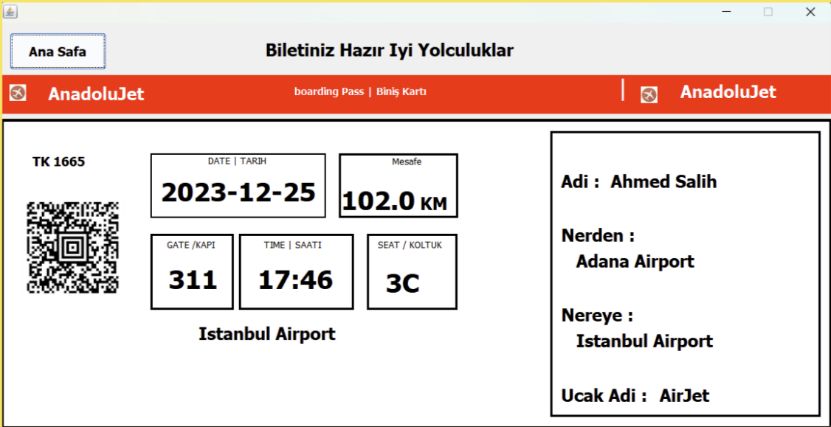 Ana Safa
Biletiniz Hazır Iyi Yolculuklar
AnadoluJet
boarding Pass | Biniş Kartı
| AnadoluJet
TK 1665
DATE | TARIH
2023-12-25
Mesafe
102.0 KM
GATE /KAPI
311
TIME | SAATI
17:46
SEAT / KOLTUK
3C
Istanbul Airport
Adi : Ahmed Salih
Nerden :
Adana Airport
Nereye :
Istanbul Airport
Ucak Adi : AirJet